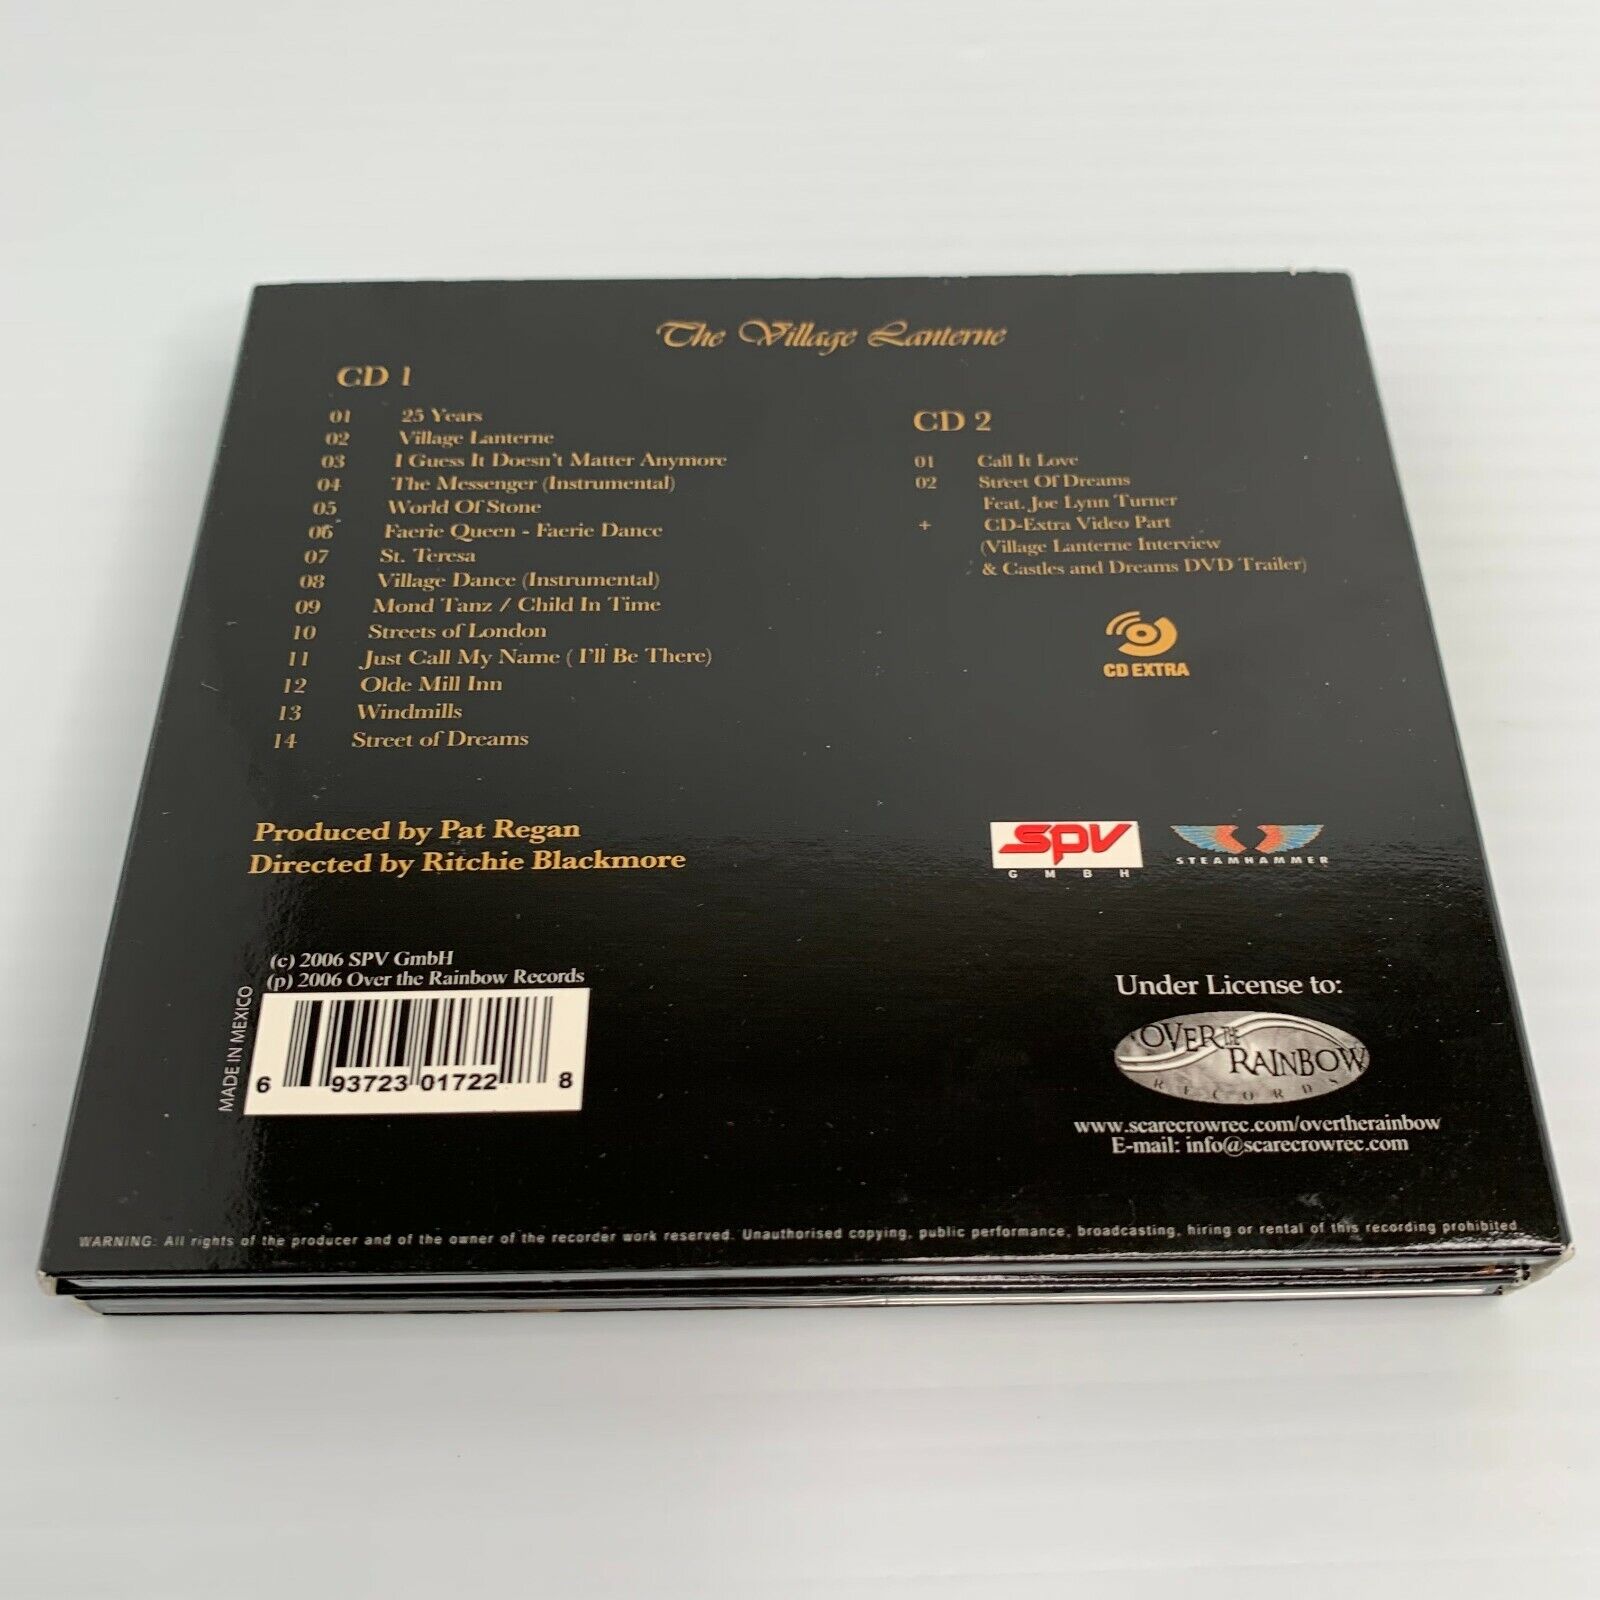 The Village Lanterne
CD 1
01 25 Years
02 Village Lanterne
03 I Guess It Doesn't Matter Anymore
04 The Messenger (Instrumental)
05 World Of Stone
06 Faerie Queen - Faerie Dance
07 St. Teresa
08 Village Dance (Instrumental)
09 Mond Tanz / Child In Time
10 Streets of London
11 Just Call My Name ( I'll Be There)
12 Olde Mill Inn
13 Windmills
14 Street of Dreams
CD 2
01 Call It Love
02 Street Of Dreams
Feat. Joe Lynn Turner
+ CD-Extra Video Part
(Village Lanterne Interview
& Castles and Dreams DVD Trailer)
CD EXTRA
Produced by Pat Regan
Directed by Ritchie Blackmore
SPV
GMBH
STEAMHAMMER
(c) 2006 SPV GmbH
(p) 2006 Over the Rainbow Records
MADE IN MEXICO
6 93723 01722 8
Under License to:
OVER THE
RAINBOW
RECORDS
www.scarecrowrec.com/overtherainbow
E-mail: info@scarecrowrec.com
WARNING: All rights of the producer and of the owner of the recorder work reserved. Unauthorised copying, public performance, broadcasting, hiring or rental of this recording prohibited.